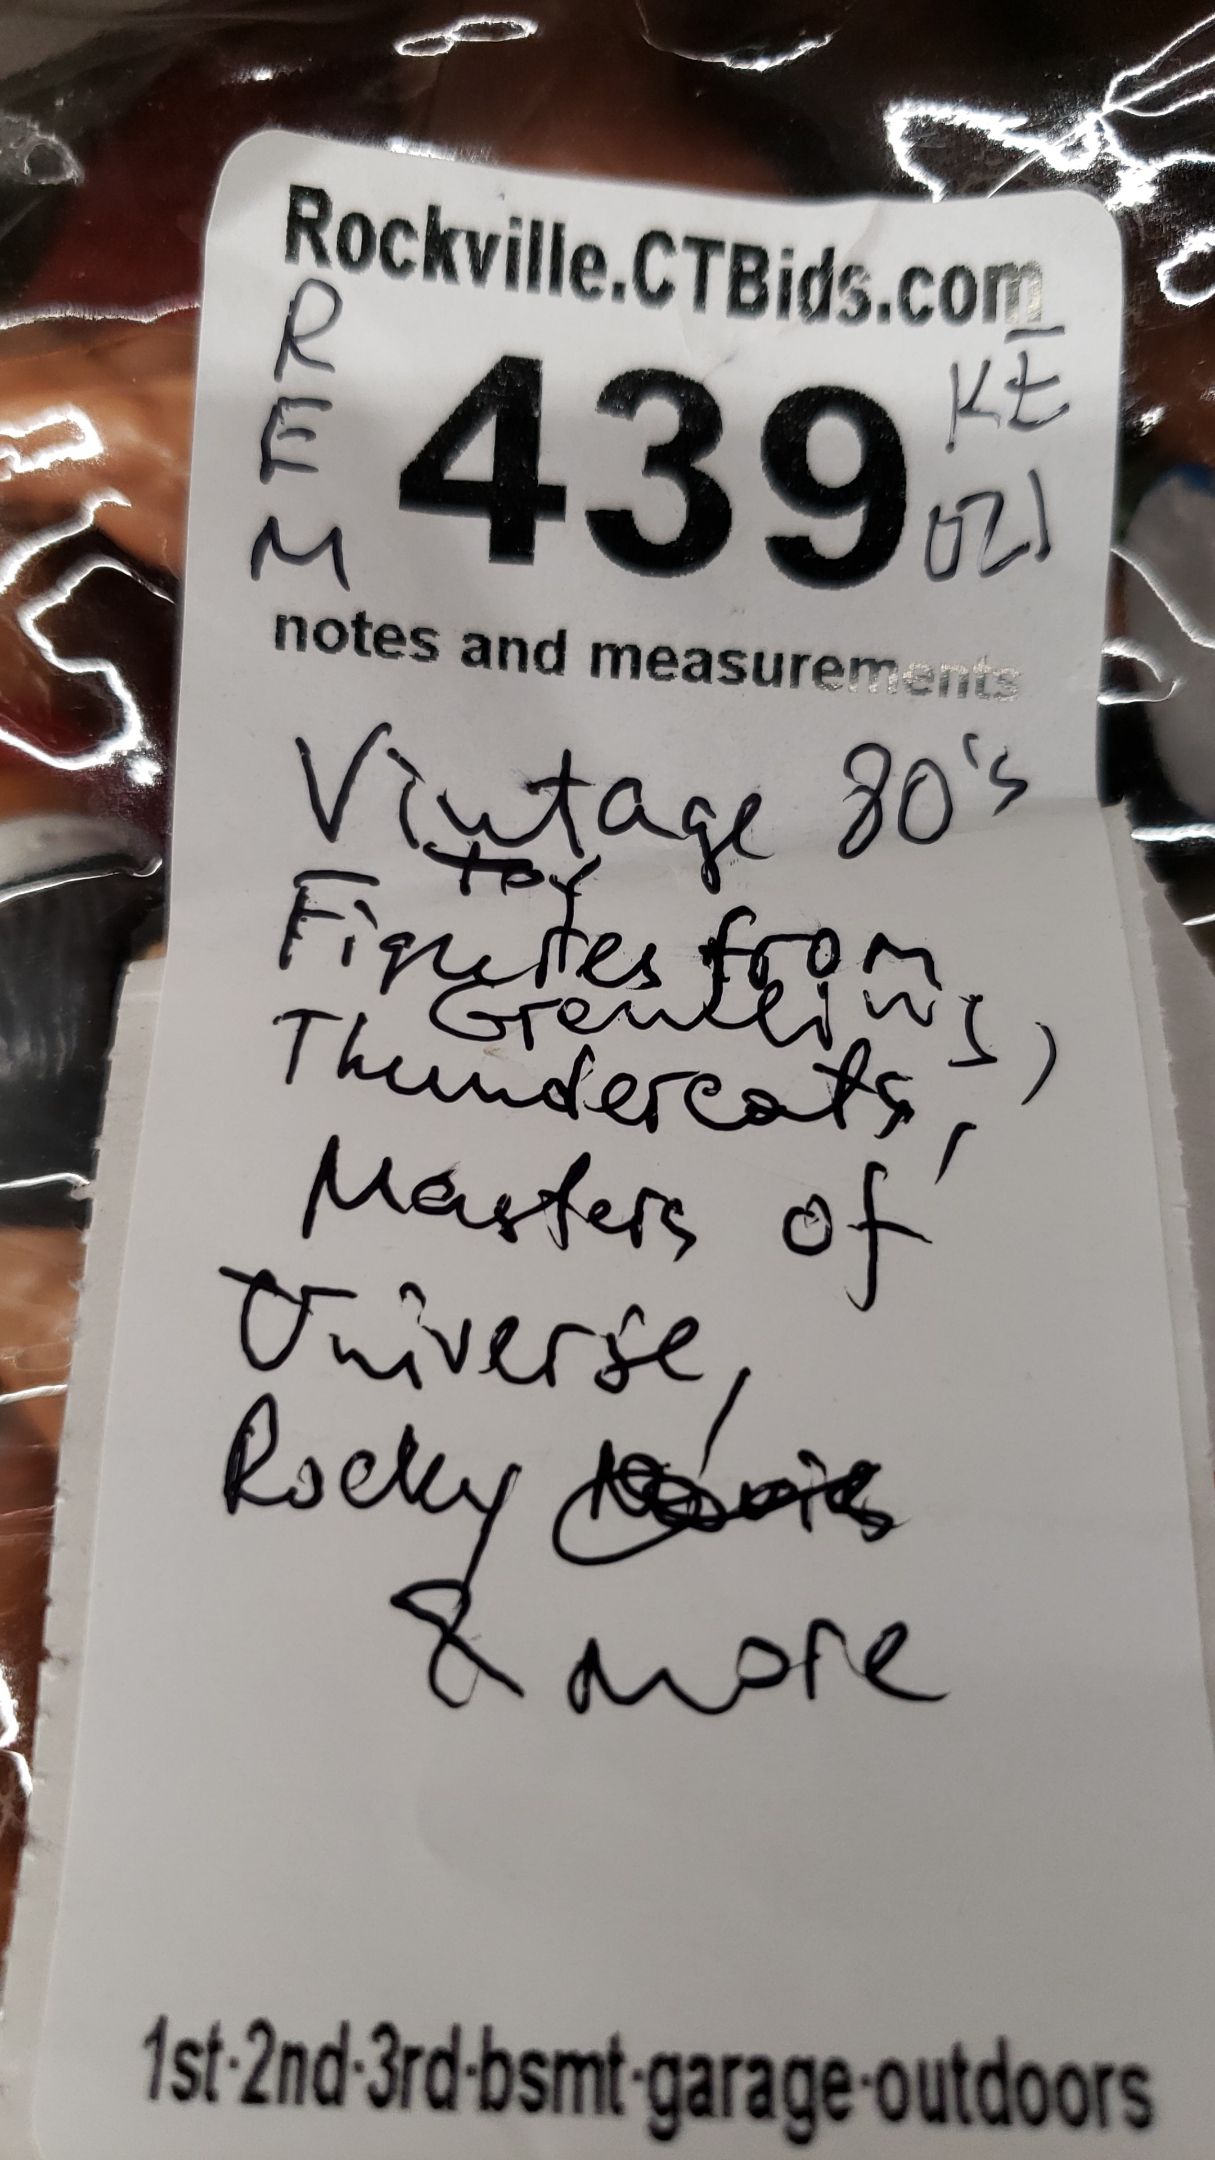 Rockville.CTBids.com
REM
439
KE
021
notes and measurements
Vintage 80's
toy
Figures from
Gremlins,
Thundercats,
Masters of
Universe,
Rocky
& more
1st·2nd·3rd·bsmt·garage·outdoors